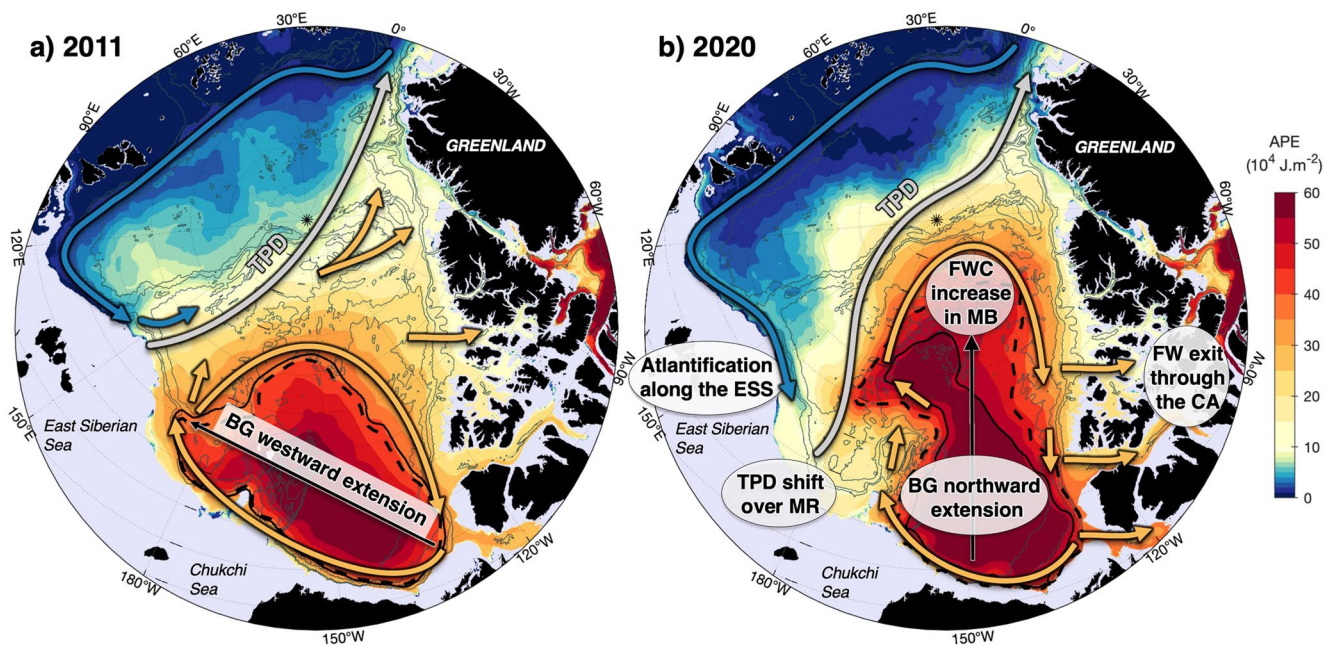 a) 2011
30°E
0°
30°W
60°W
90°W
120°W
150°W
180°W
150°E
120°E
90°E
60°E
GREENLAND
TPD
BG westward extension
East Siberian
Sea
Chukchi
Sea
b) 2020
30°E
0°
30°W
60°W
90°W
120°W
150°W
180°W
150°E
120°E
90°E
60°E
GREENLAND
TPD
FWC
increase
in MB
Atlantification
along the ESS
FW exit
through
the CA
TPD shift
over MR
BG northward
extension
East Siberian
Sea
Chukchi
Sea
APE
(10⁴ J.m⁻²)
60
50
40
30
20
10
0